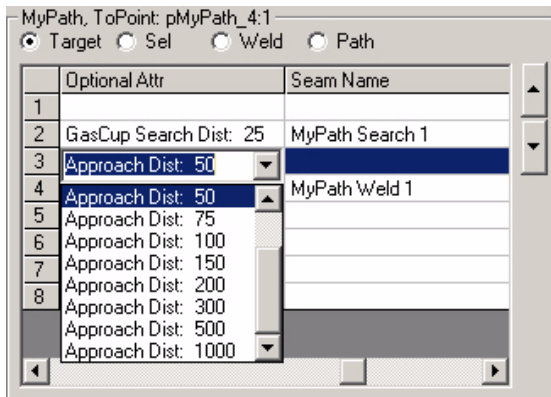 MyPath, ToPoint: pMyPath_4:1
Target Sel Weld Path
Optional Attr Seam Name
1
2 GasCup Search Dist: 25 MyPath Search 1
3 Approach Dist: 50
4 MyPath Weld 1
Approach Dist: 50
5 Approach Dist: 75
6 Approach Dist: 100
7 Approach Dist: 150
Approach Dist: 200
8 Approach Dist: 300
Approach Dist: 500
Approach Dist: 1000